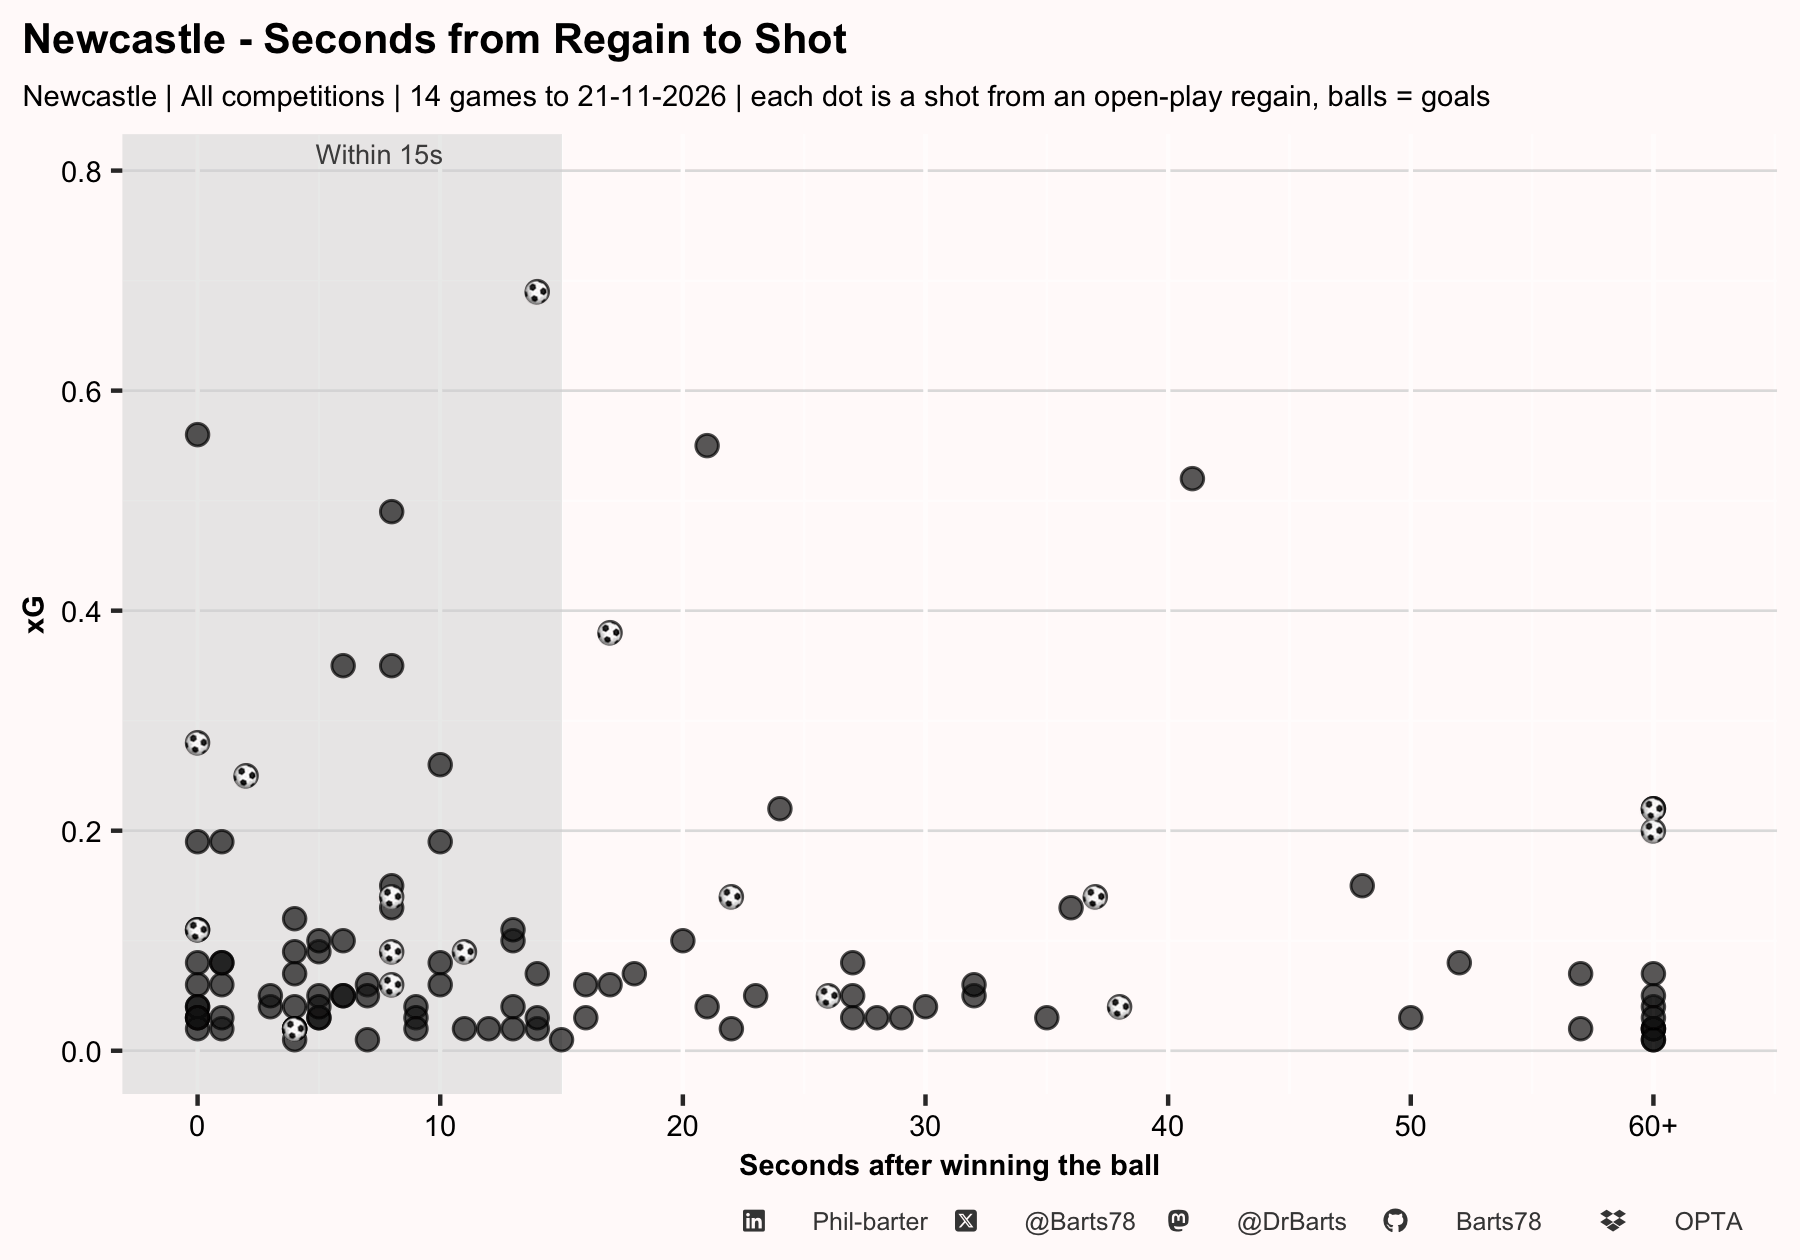 Newcastle - Seconds from Regain to Shot
Newcastle | All competitions | 14 games to 21-11-2026 | each dot is a shot from an open-play regain, balls = goals
Within 15s
0.8
0.6
0.4
0.2
0.0
xG
0 10 20 30 40 50 60+
Seconds after winning the ball
Phil-barter @Barts78 @DrBarts Barts78 OPTA